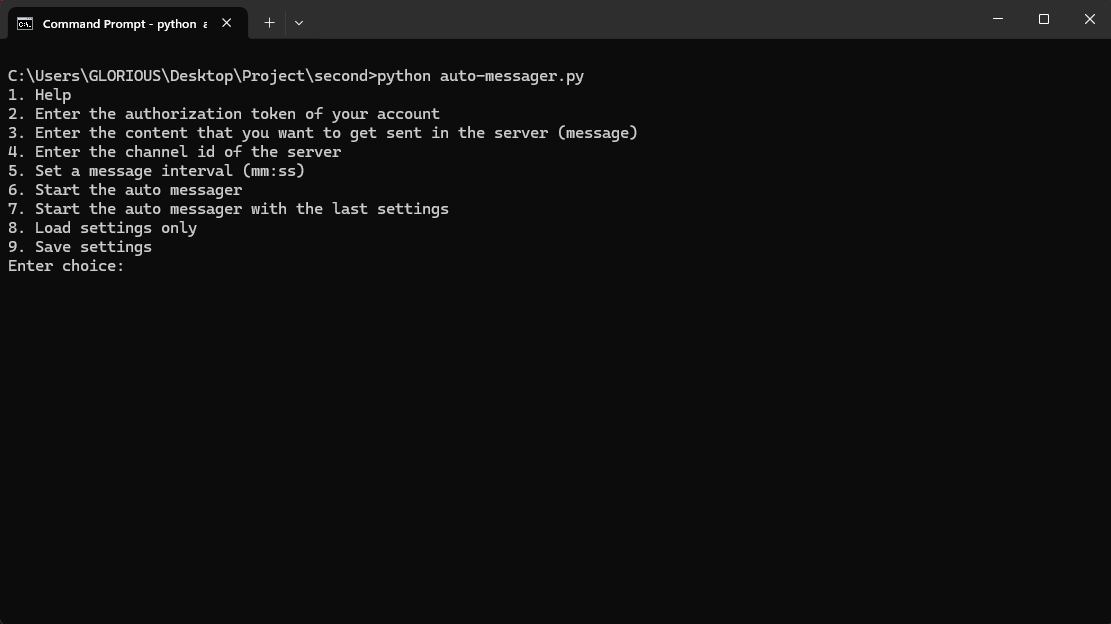 Command Prompt - python
C:\Users\GLORIOUS\Desktop\Project\second>python auto-messager.py
1. Help
2. Enter the authorization token of your account
3. Enter the content that you want to get sent in the server (message)
4. Enter the channel id of the server
5. Set a message interval (mm:ss)
6. Start the auto messager
7. Start the auto messager with the last settings
8. Load settings only
9. Save settings
Enter choice: